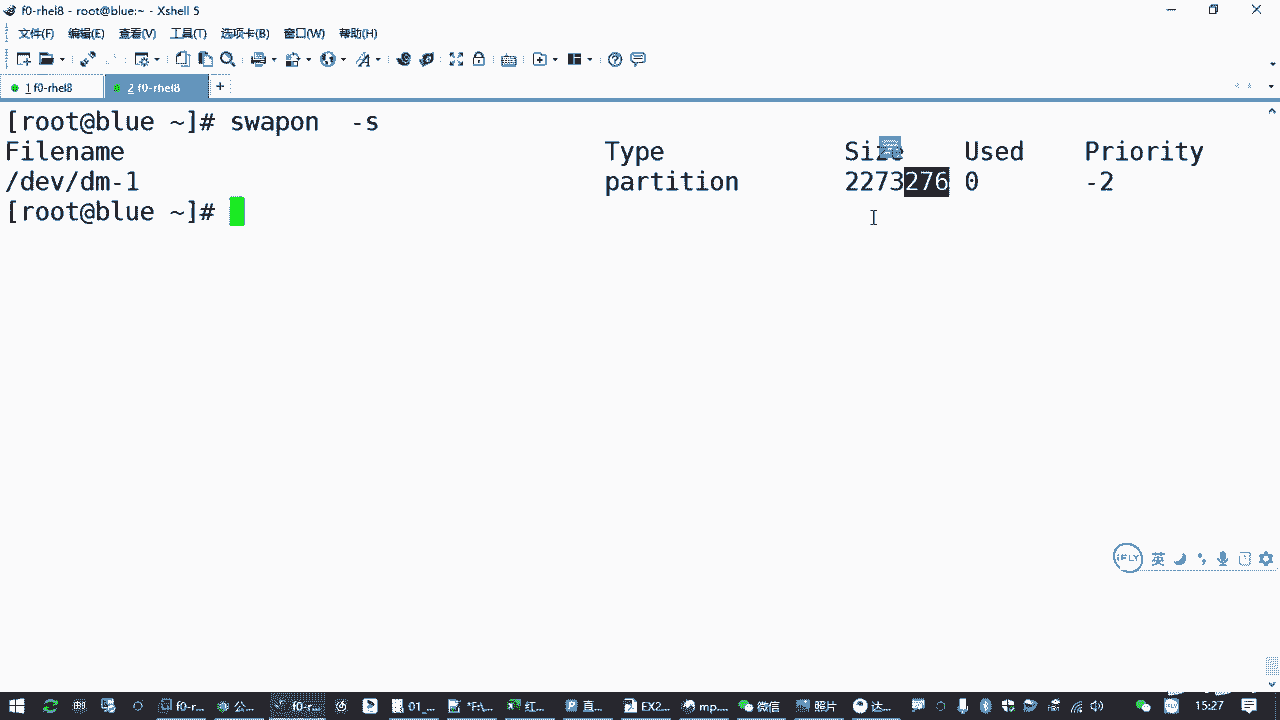 f0-rhel8 - root@blue:~ - Xshell 5
文件(F) 编辑(E) 查看(V) 工具(T) 选项卡(B) 窗口(W) 帮助(H)
1 f0-rhel8 2 f0-rhel8 +
[root@blue ~]# swapon -s
Filename Type Size Used Priority
/dev/dm-1 partition 2273276 0 -2
[root@blue ~]#
iFLY 英
f0-r... 公... f0-r... 01_... *F:\... 红... 直... EX2... mp... 微信 照片 达... 15:27